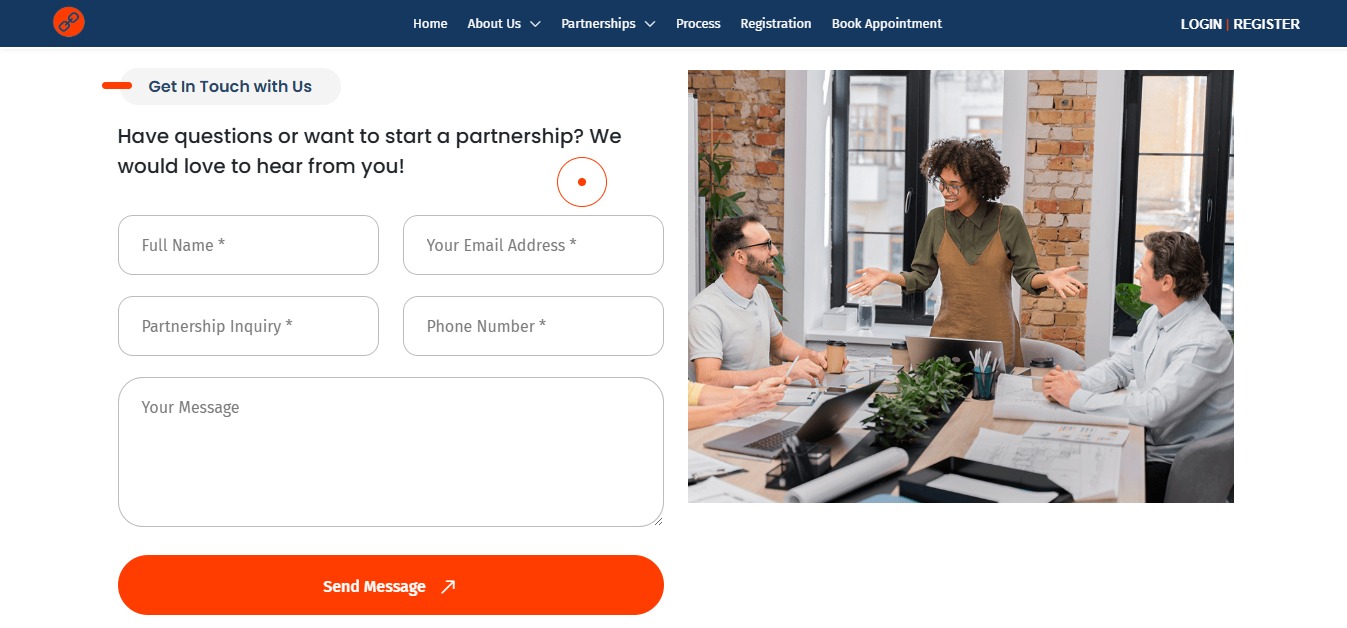 Home About Us Partnerships Process Registration Book Appointment LOGIN | REGISTER
Get In Touch with Us
Have questions or want to start a partnership? We
would love to hear from you!
Full Name * Your Email Address *
Partnership Inquiry * Phone Number *
Your Message
Send Message